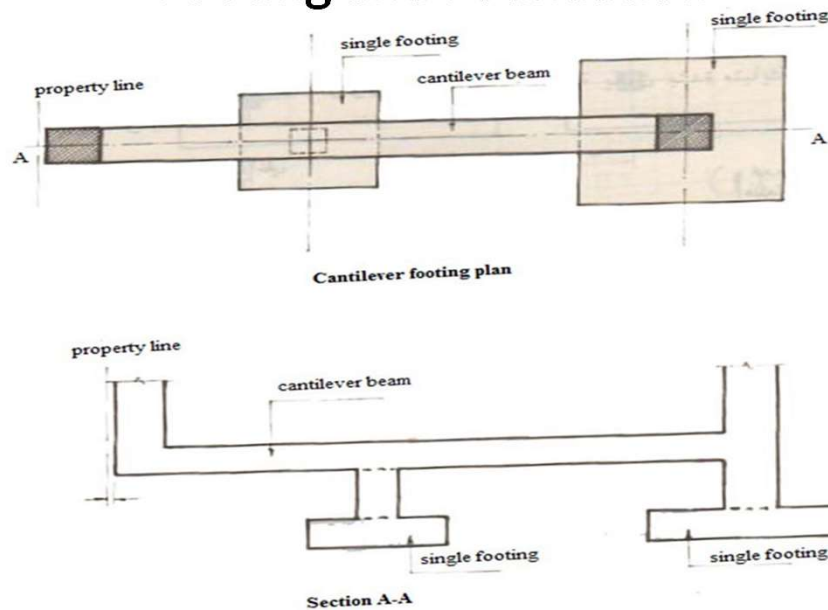 single footing
single footing
property line
cantilever beam
A
A
Cantilever footing plan
property line
cantilever beam
single footing
single footing
Section A-A